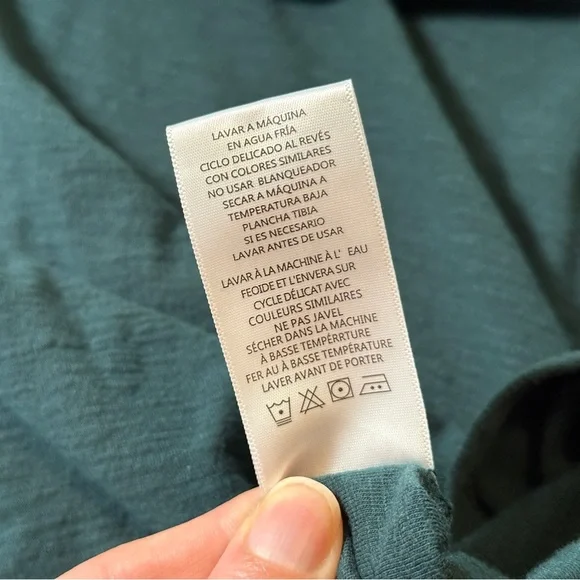 LAVAR A MÁQUINA
EN AGUA FRÍA
CICLO DELICADO AL REVÉS
CON COLORES SIMILARES
NO USAR BLANQUEADOR
SECAR A MÁQUINA A
TEMPERATURA BAJA
PLANCHA TIBIA
SI ES NECESARIO
LAVAR ANTES DE USAR
LAVAR À LA MACHINE À L' EAU
FEOIDE ET L'ENVERA SUR
CYCLE DÉLICAT AVEC
COULEURS SIMILAIRES
NE PAS JAVEL
SÉCHER DANS LA MACHINE
À BASSE TEMPÉRRTURE
FER AU À BASSE TEMPÉRATURE
LAVER AVANT DE PORTER